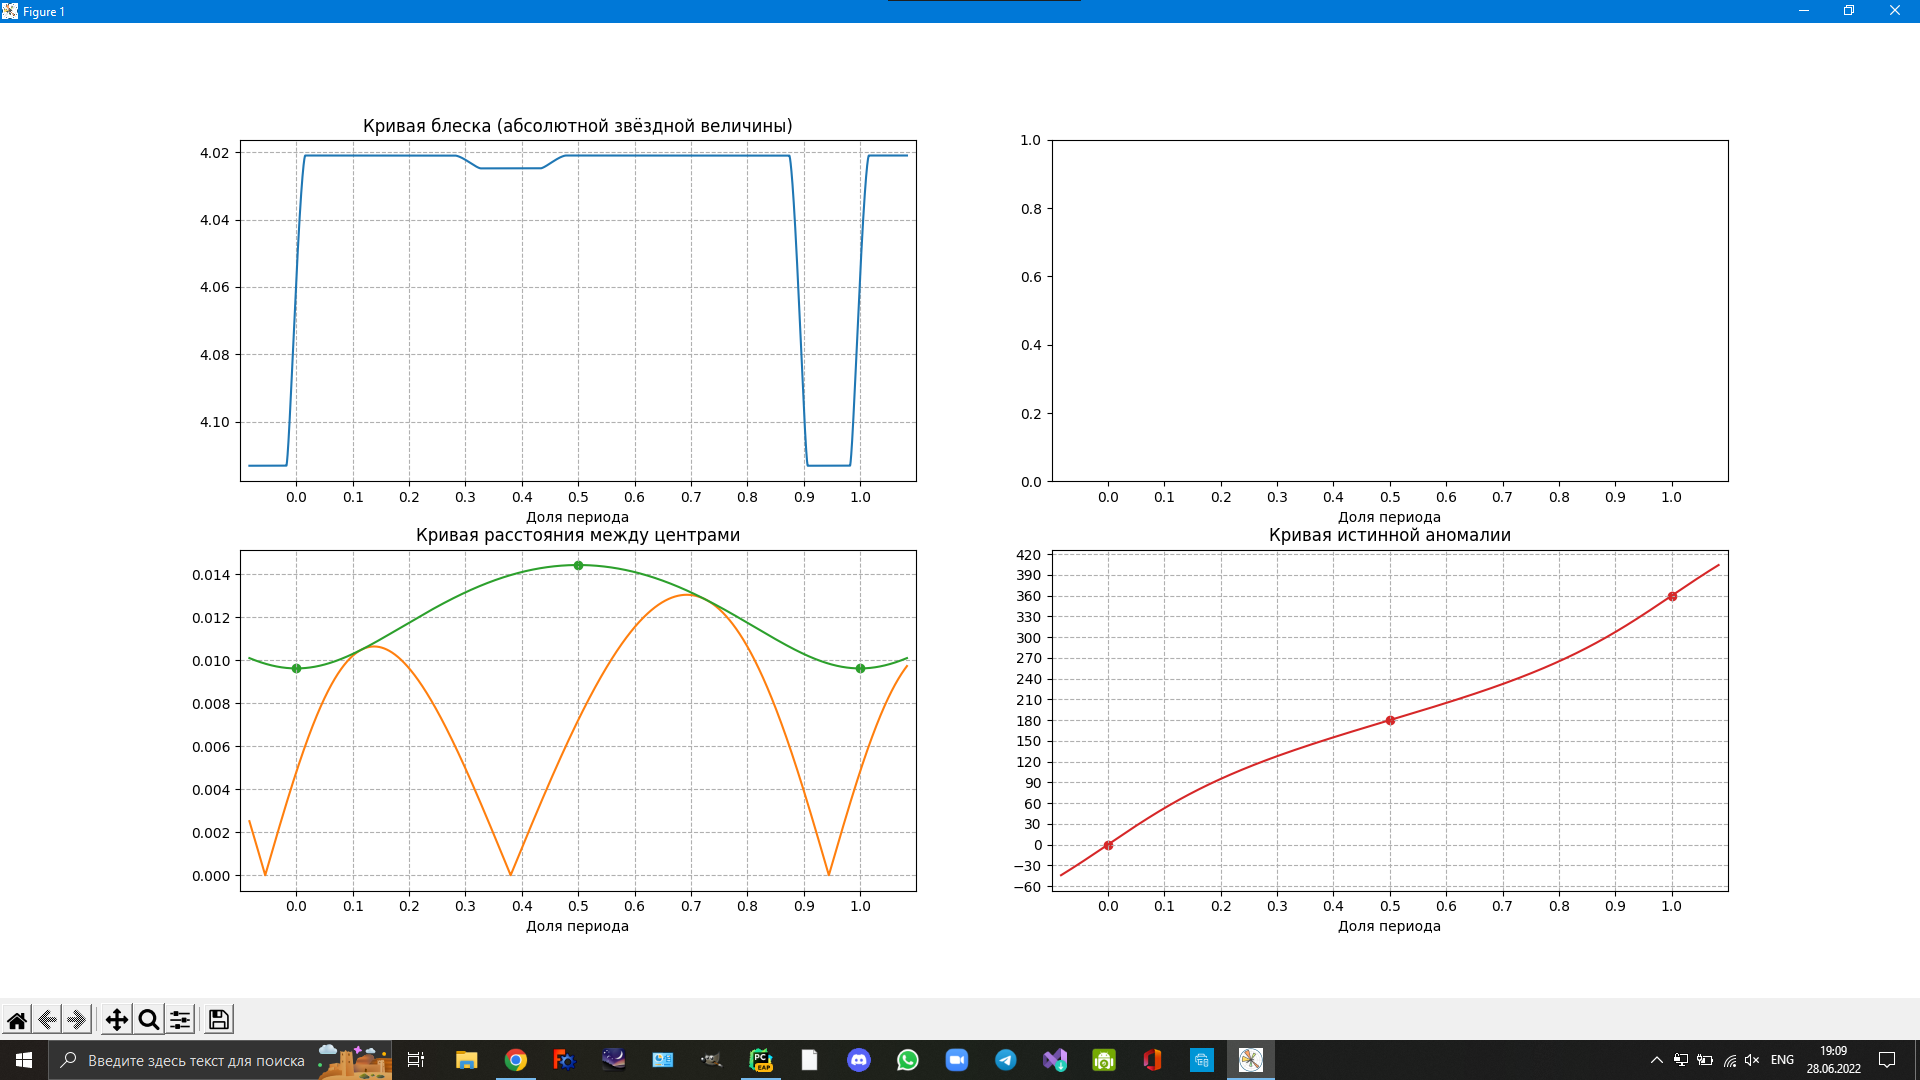 Figure 1
Кривая блеска (абсолютной звёздной величины)
4.02
4.04
4.06
4.08
4.10
0.0 0.1 0.2 0.3 0.4 0.5 0.6 0.7 0.8 0.9 1.0
Доля периода
1.0
0.8
0.6
0.4
0.2
0.0
0.0 0.1 0.2 0.3 0.4 0.5 0.6 0.7 0.8 0.9 1.0
Доля периода
Кривая расстояния между центрами
0.014
0.012
0.010
0.008
0.006
0.004
0.002
0.000
0.0 0.1 0.2 0.3 0.4 0.5 0.6 0.7 0.8 0.9 1.0
Доля периода
Кривая истинной аномалии
420
390
360
330
300
270
240
210
180
150
120
90
60
30
0
−30
−60
0.0 0.1 0.2 0.3 0.4 0.5 0.6 0.7 0.8 0.9 1.0
Доля периода
Введите здесь текст для поиска
PC
EAP
ENG
19:09
28.06.2022